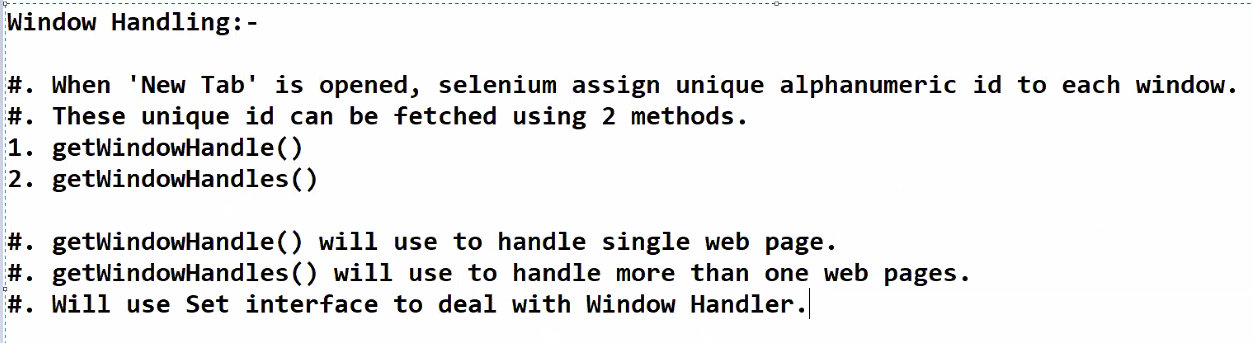 Window Handling:-
#. When 'New Tab' is opened, selenium assign unique alphanumeric id to each window.
#. These unique id can be fetched using 2 methods.
1. getWindowHandle()
2. getWindowHandles()
#. getWindowHandle() will use to handle single web page.
#. getWindowHandles() will use to handle more than one web pages.
#. Will use Set interface to deal with Window Handler.